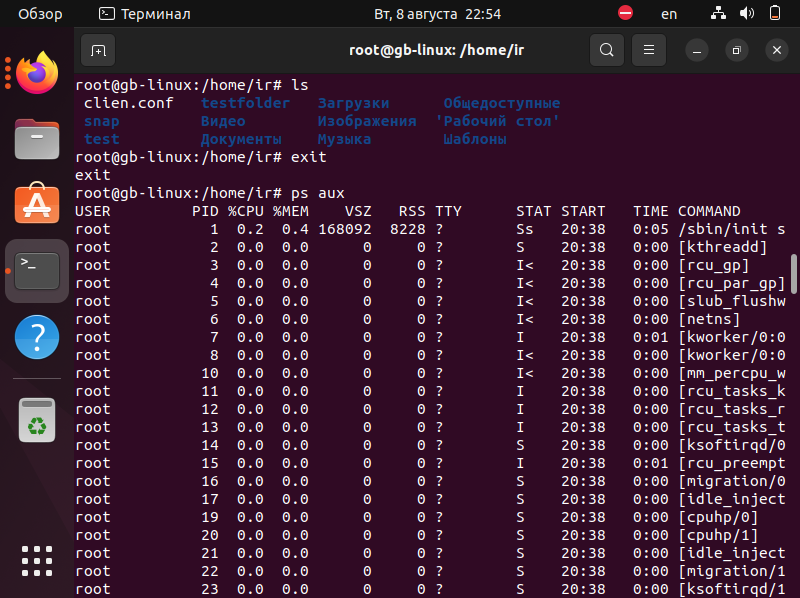 Обзор Терминал Вт, 8 августа 22:54 en
root@gb-linux: /home/ir
root@gb-linux:/home/ir# ls
clien.conf testfolder Загрузки Общедоступные
snap Видео Изображения 'Рабочий стол'
test Документы Музыка Шаблоны
root@gb-linux:/home/ir# exit
exit
root@gb-linux:/home/ir# ps aux
USER PID %CPU %MEM VSZ RSS TTY STAT START TIME COMMAND
root 1 0.2 0.4 168092 8228 ? Ss 20:38 0:05 /sbin/init s
root 2 0.0 0.0 0 0 ? S 20:38 0:00 [kthreadd]
root 3 0.0 0.0 0 0 ? I< 20:38 0:00 [rcu_gp]
root 4 0.0 0.0 0 0 ? I< 20:38 0:00 [rcu_par_gp]
root 5 0.0 0.0 0 0 ? I< 20:38 0:00 [slub_flushw
root 6 0.0 0.0 0 0 ? I< 20:38 0:00 [netns]
root 7 0.0 0.0 0 0 ? I 20:38 0:01 [kworker/0:0
root 8 0.0 0.0 0 0 ? I< 20:38 0:00 [kworker/0:0
root 10 0.0 0.0 0 0 ? I< 20:38 0:00 [mm_percpu_w
root 11 0.0 0.0 0 0 ? I 20:38 0:00 [rcu_tasks_k
root 12 0.0 0.0 0 0 ? I 20:38 0:00 [rcu_tasks_r
root 13 0.0 0.0 0 0 ? I 20:38 0:00 [rcu_tasks_t
root 14 0.0 0.0 0 0 ? S 20:38 0:00 [ksoftirqd/0
root 15 0.0 0.0 0 0 ? I 20:38 0:01 [rcu_preempt
root 16 0.0 0.0 0 0 ? S 20:38 0:00 [migration/0
root 17 0.0 0.0 0 0 ? S 20:38 0:00 [idle_inject
root 19 0.0 0.0 0 0 ? S 20:38 0:00 [cpuhp/0]
root 20 0.0 0.0 0 0 ? S 20:38 0:00 [cpuhp/1]
root 21 0.0 0.0 0 0 ? S 20:38 0:00 [idle_inject
root 22 0.0 0.0 0 0 ? S 20:38 0:00 [migration/1
root 23 0.0 0.0 0 0 ? S 20:38 0:00 [ksoftirqd/1